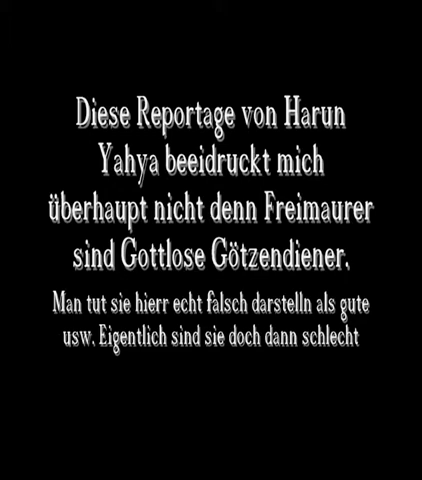 Diese Reportage von Harun
Yahya beeidruckt mich
überhaupt nicht denn Freimaurer
sind Gottlose Götzendiener.
Man tut sie hierr echt falsch darstelln als gute
usw. Eigentlich sind sie doch dann schlecht